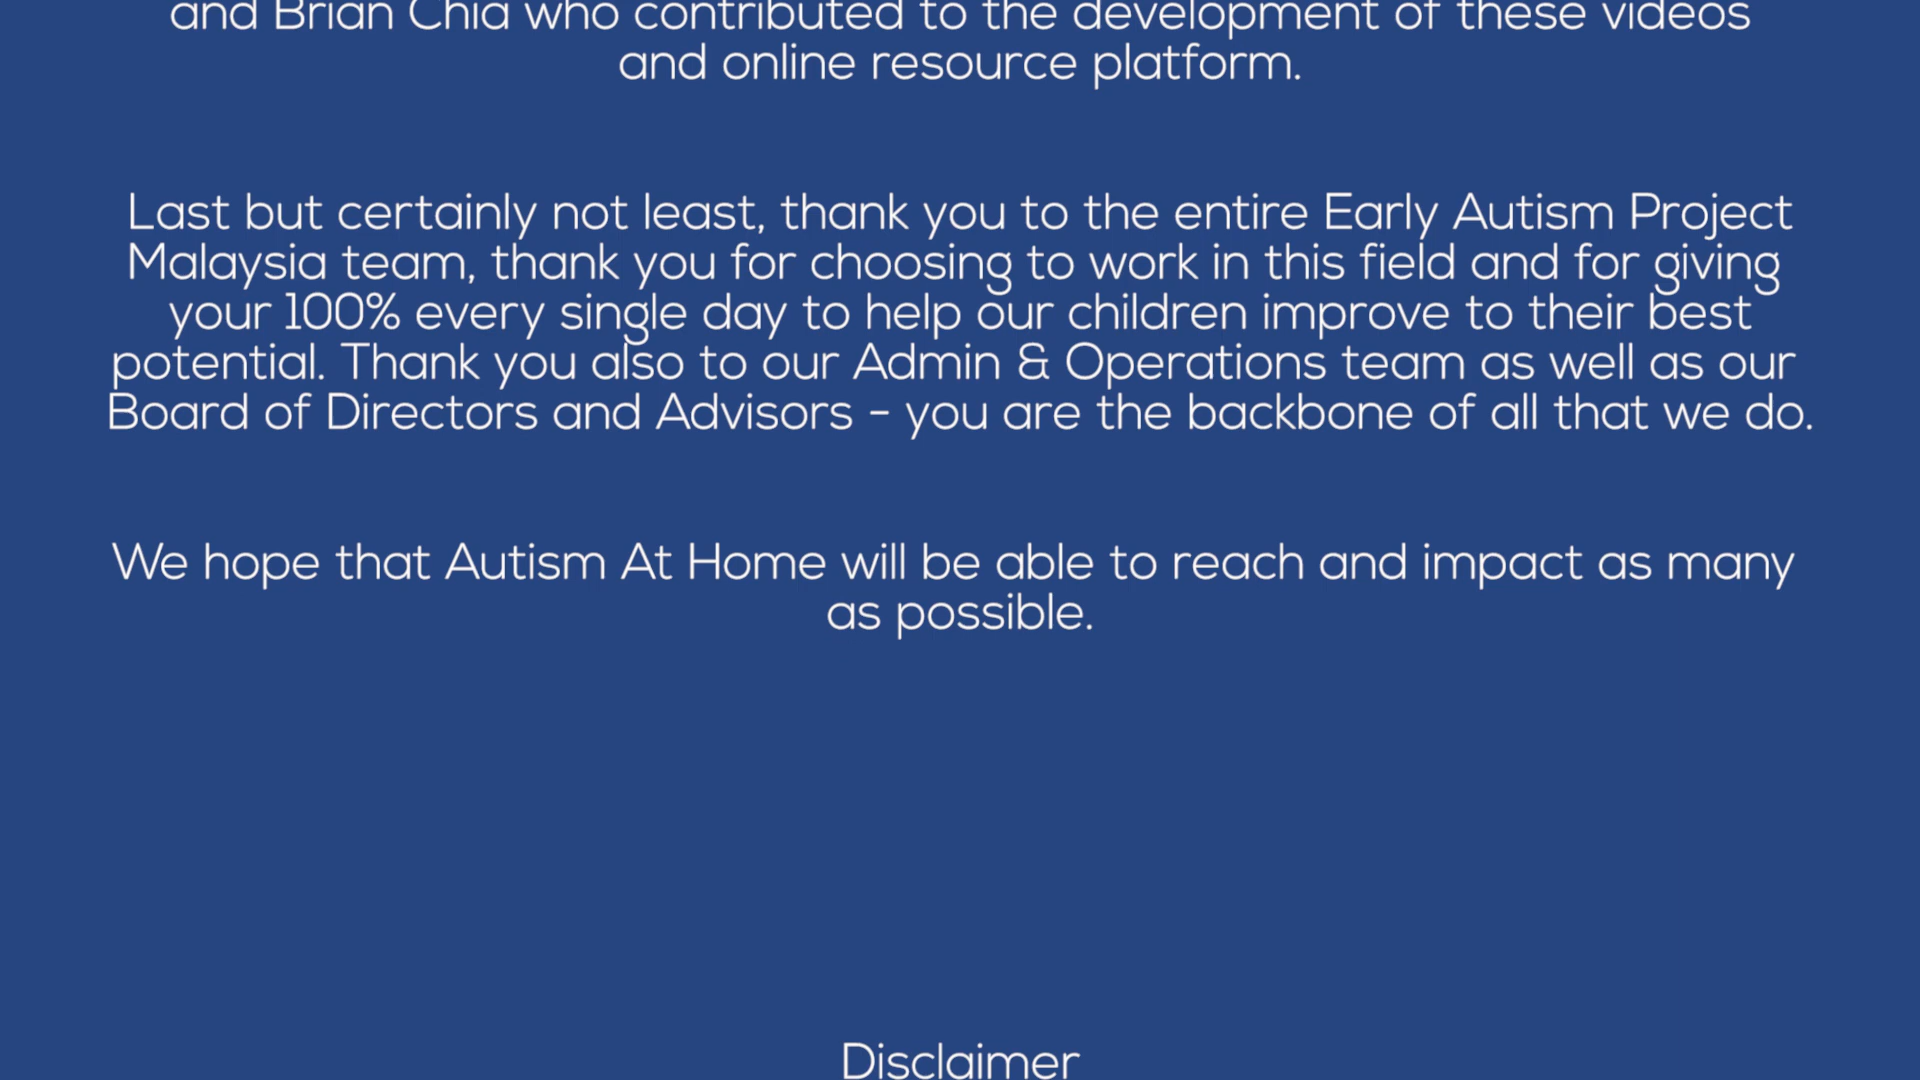 and Brian Chia who contributed to the development of these videos
and online resource platform.
Last but certainly not least, thank you to the entire Early Autism Project
Malaysia team, thank you for choosing to work in this field and for giving
your 100% every single day to help our children improve to their best
potential. Thank you also to our Admin & Operations team as well as our
Board of Directors and Advisors - you are the backbone of all that we do.
We hope that Autism At Home will be able to reach and impact as many
as possible.
Disclaimer